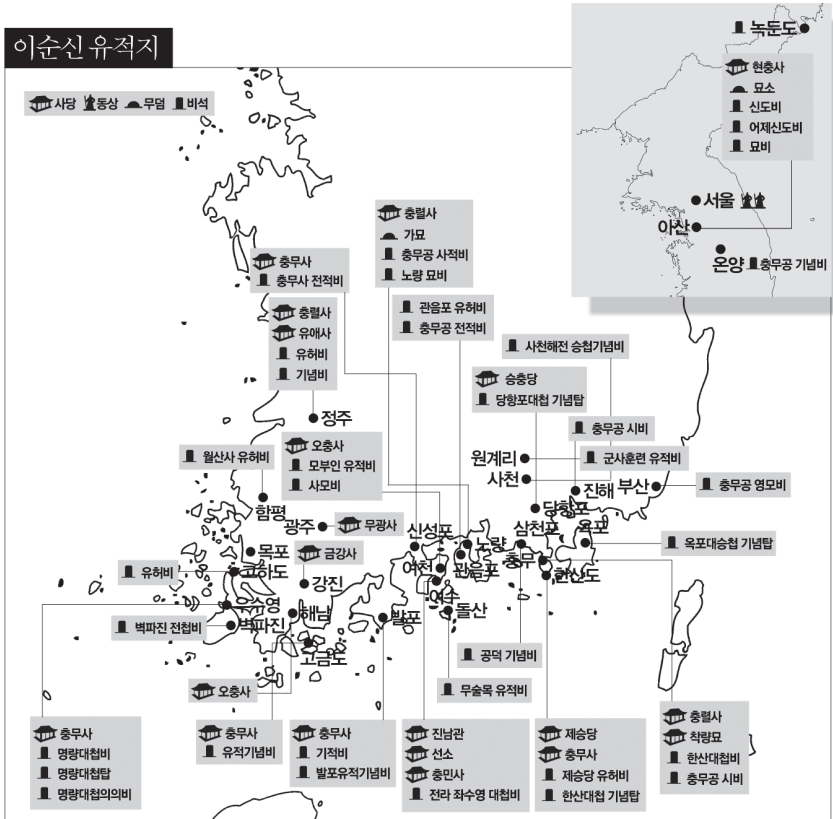 이순신 유적지
사당 동상 무덤 비석
녹둔도
현충사
묘소
신도비
어제신도비
묘비
서울
아산
온양 충무공 기념비
충렬사
가묘
충무공 사적비
노량 묘비
충무사
충무사 전적비
관음포 유허비
충무공 전적비
충렬사
유애사
유허비
기념비
정주
사천해전 승첩기념비
승충당
당항포대첩 기념탑
충무공 시비
오충사
모부인 유적비
사모비
월산사 유허비
원계리
군사훈련 유적비
사천
진해
부산
충무공 영모비
함평
광주
무광사
당항포
신성포
노량
삼천포
옥포
옥포대승첩 기념탑
목포
금강사
여천
관음포
충무
유허비
고하도
강진
한산도
여수
우수영
해남
발포
돌산
벽파진 전첩비
벽파진
고금도
공덕 기념비
오충사
무술목 유적비
충무사
명량대첩비
명량대첩탑
명량대첩의의비
충무사
유적기념비
충무사
기적비
발포유적기념비
진남관
선소
충민사
전라 좌수영 대첩비
제승당
충무사
제승당 유허비
한산대첩 기념탑
충렬사
착량묘
한산대첩비
충무공 시비